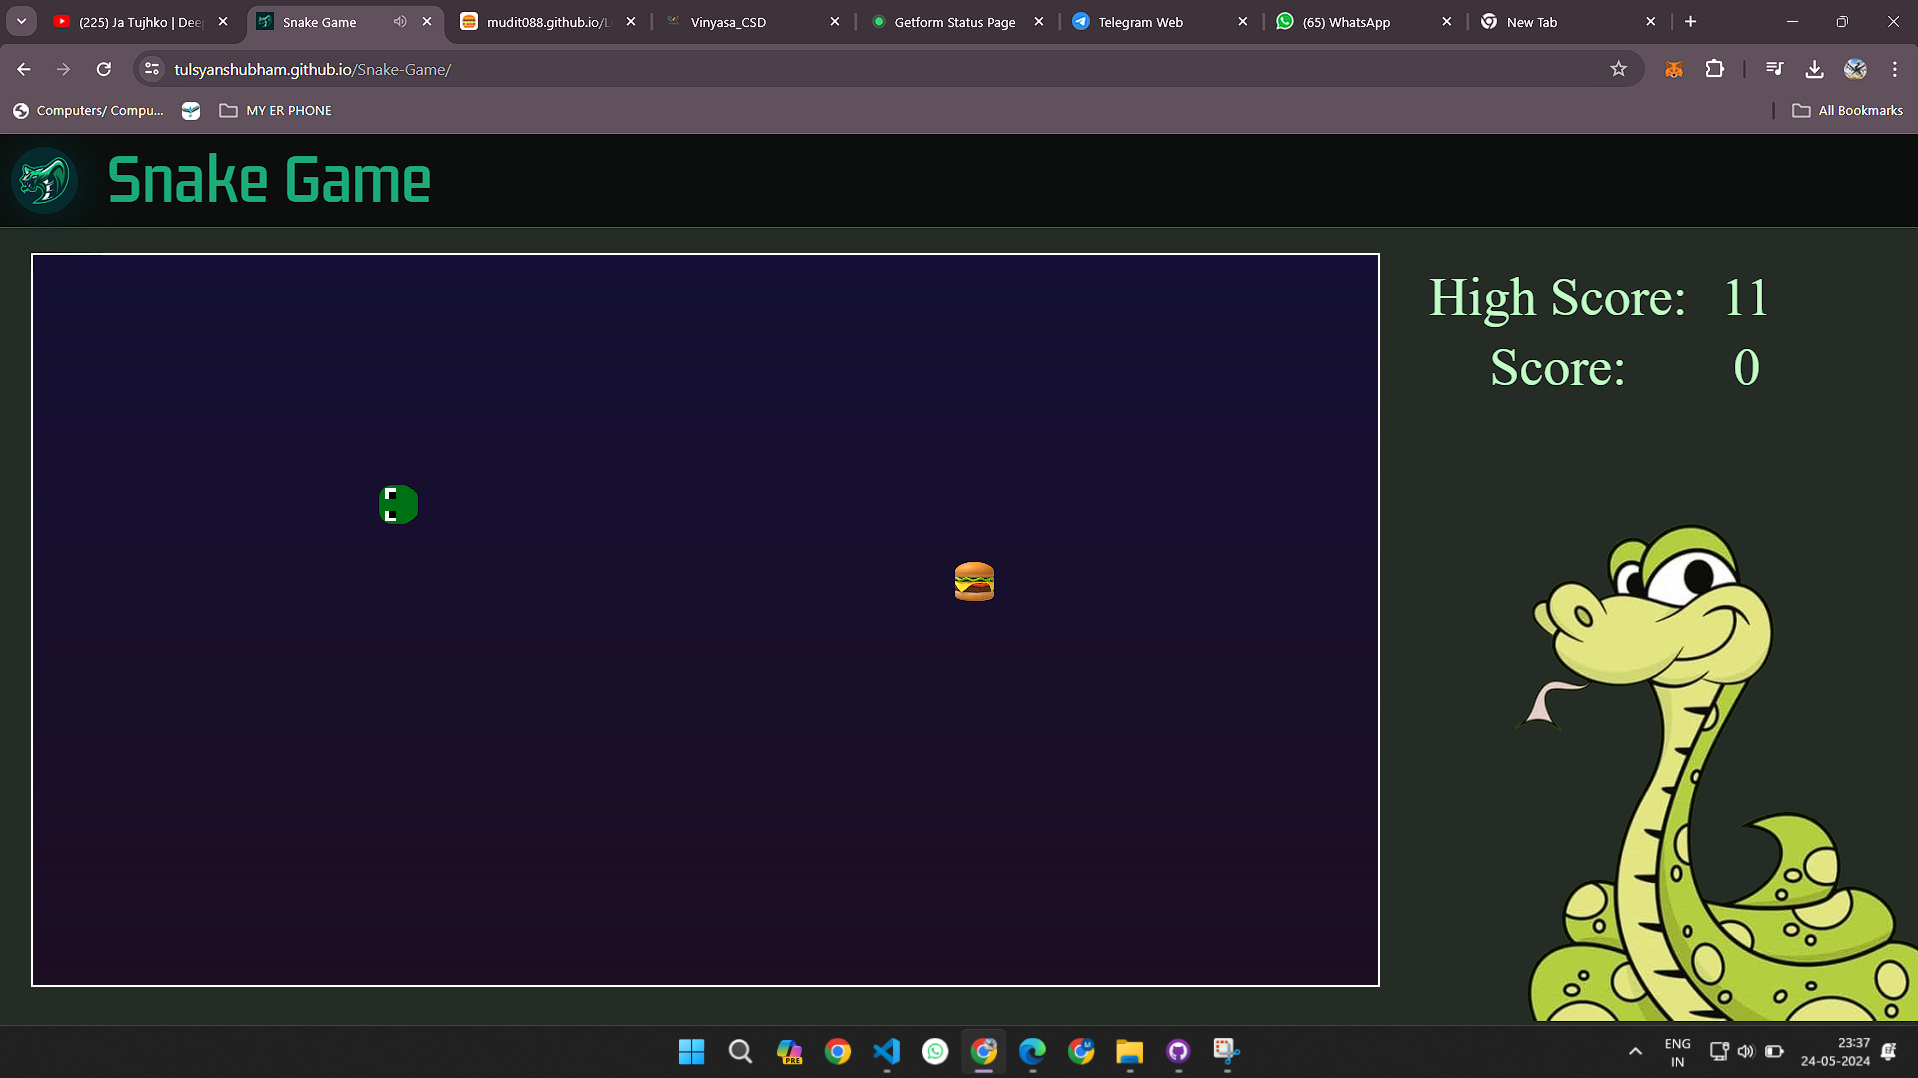 (225) Ja Tujhko | Dee
Snake Game
mudit088.github.io/L
Vinyasa_CSD
Getform Status Page
Telegram Web
(65) WhatsApp
New Tab
tulsyanshubham.github.io/Snake-Game/
Computers/ Compu...
MY ER PHONE
All Bookmarks
Snake Game
High Score: 11
Score: 0
PRE
ENG
IN
23:37
24-05-2024